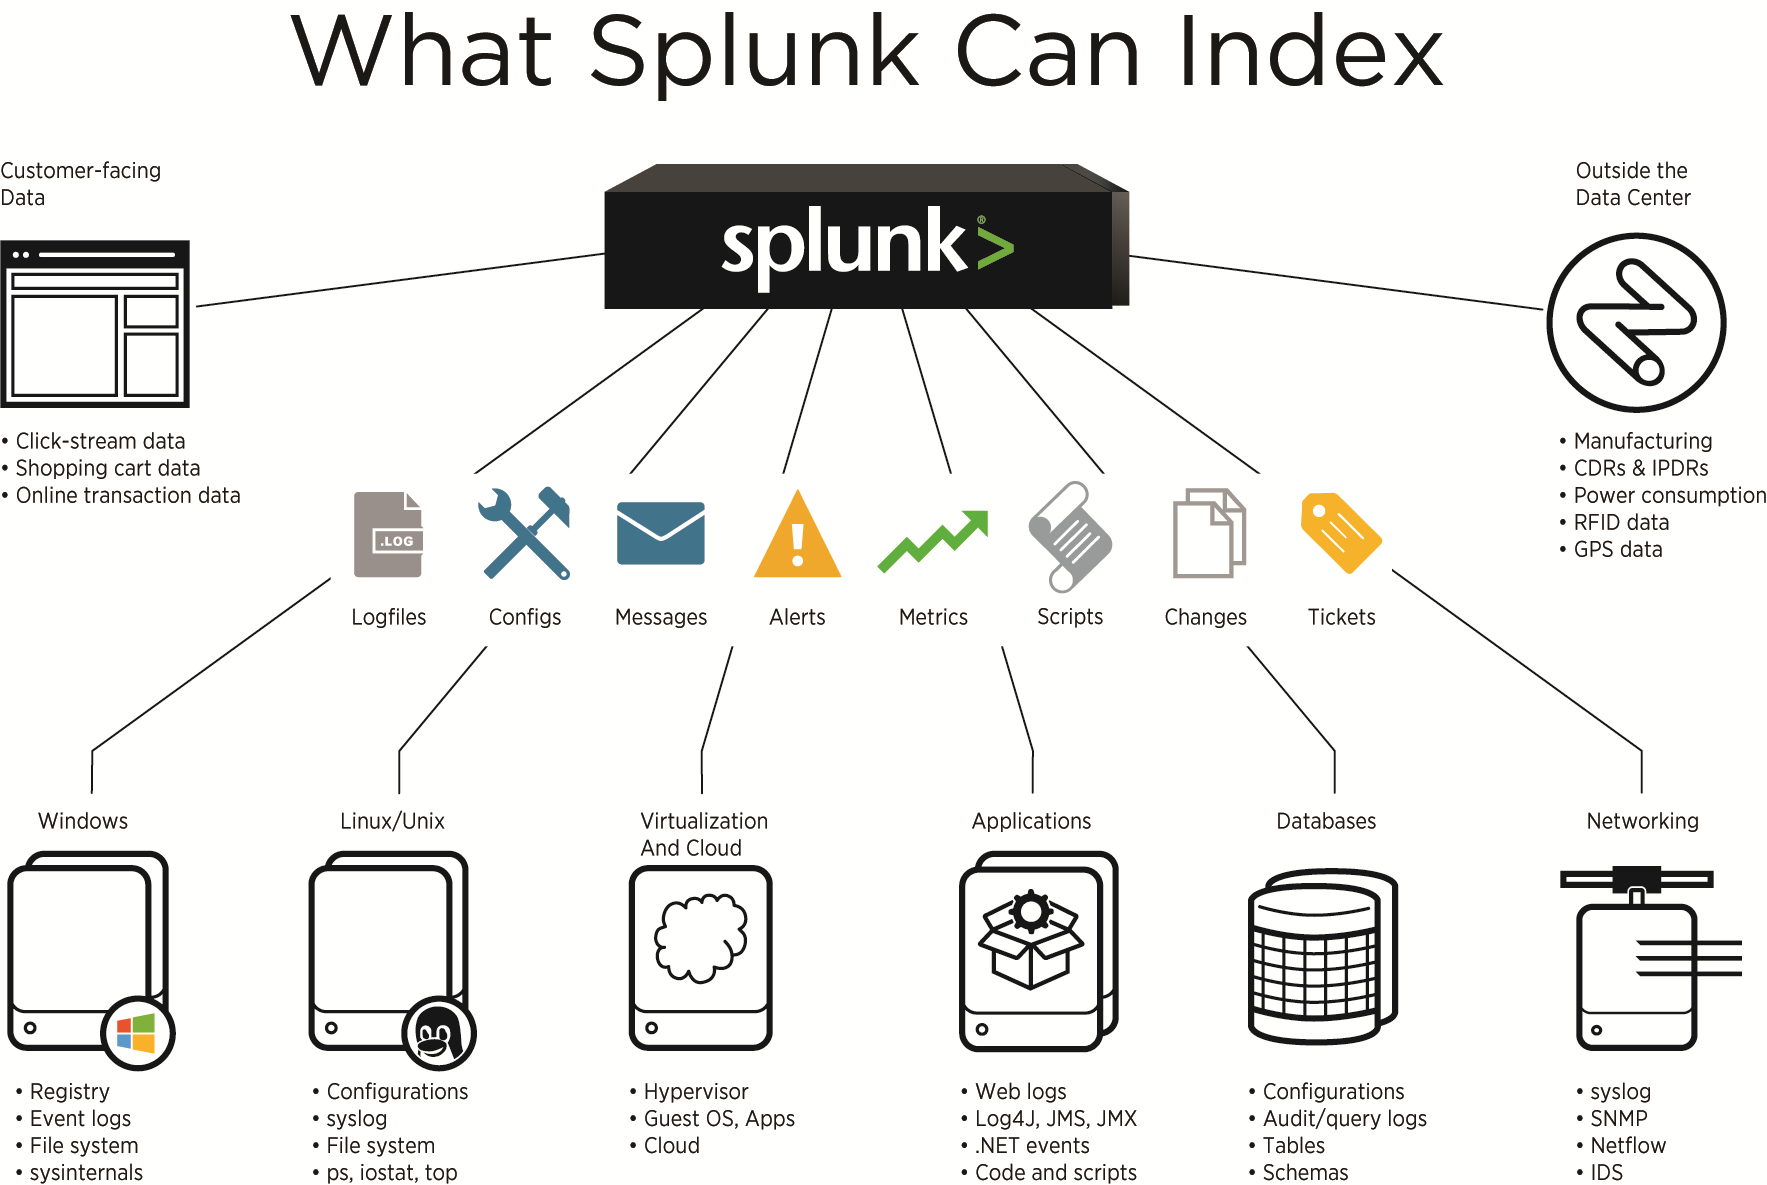 What Splunk Can Index
Customer-facing
Data
splunk®>
Outside the
Data Center
• Click-stream data
• Shopping cart data
• Online transaction data
• Manufacturing
• CDRs & IPDRs
• Power consumption
• RFID data
• GPS data
.LOG
Logfiles
Configs
Messages
Alerts
Metrics
Scripts
Changes
Tickets
Windows
• Registry
• Event logs
• File system
• sysinternals
Linux/Unix
• Configurations
• syslog
• File system
• ps, iostat, top
Virtualization
And Cloud
• Hypervisor
• Guest OS, Apps
• Cloud
Applications
• Web logs
• Log4J, JMS, JMX
• .NET events
• Code and scripts
Databases
• Configurations
• Audit/query logs
• Tables
• Schemas
Networking
• syslog
• SNMP
• Netflow
• IDS